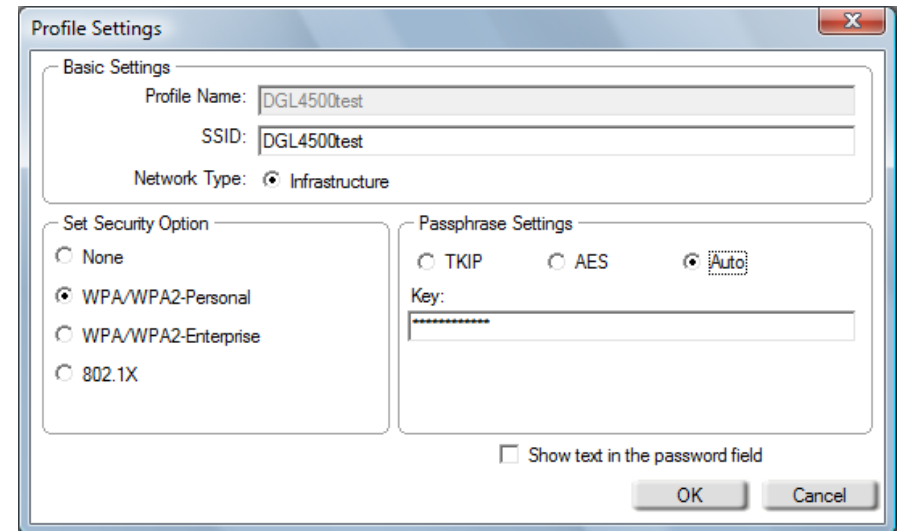 Profile Settings
Basic Settings
Profile Name: DGL4500test
SSID: DGL4500test
Network Type: Infrastructure
Set Security Option
None
WPA/WPA2-Personal
WPA/WPA2-Enterprise
802.1X
Passphrase Settings
TKIP AES Auto
Key:
************
Show text in the password field
OK Cancel